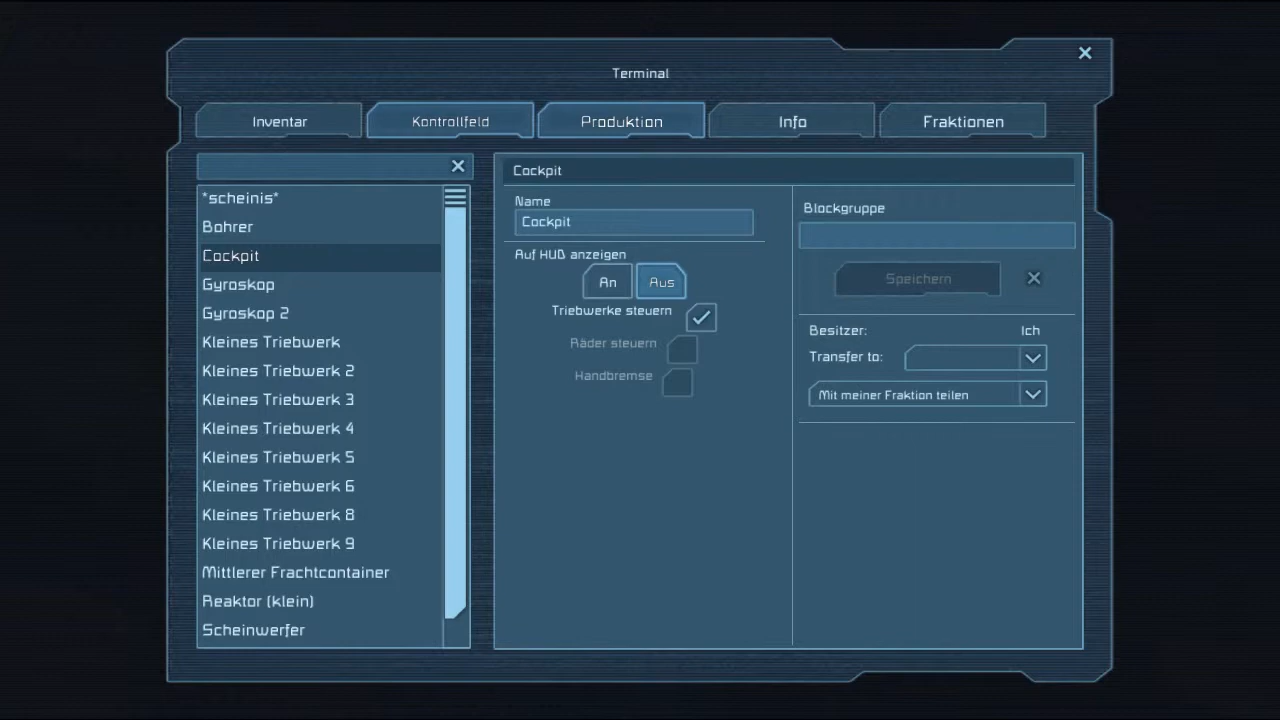 Terminal
Inventar
Kontrollfeld
Produktion
Info
Fraktionen
*scheinis*
Bohrer
Cockpit
Gyroskop
Gyroskop 2
Kleines Triebwerk
Kleines Triebwerk 2
Kleines Triebwerk 3
Kleines Triebwerk 4
Kleines Triebwerk 5
Kleines Triebwerk 6
Kleines Triebwerk 8
Kleines Triebwerk 9
Mittlerer Frachtcontainer
Reaktor (klein)
Scheinwerfer
Cockpit
Name
Cockpit
Auf HUD anzeigen
An
Aus
Triebwerke steuern
Räder steuern
Handbremse
Blockgruppe
Speichern
Besitzer: Ich
Transfer to:
Mit meiner Fraktion teilen